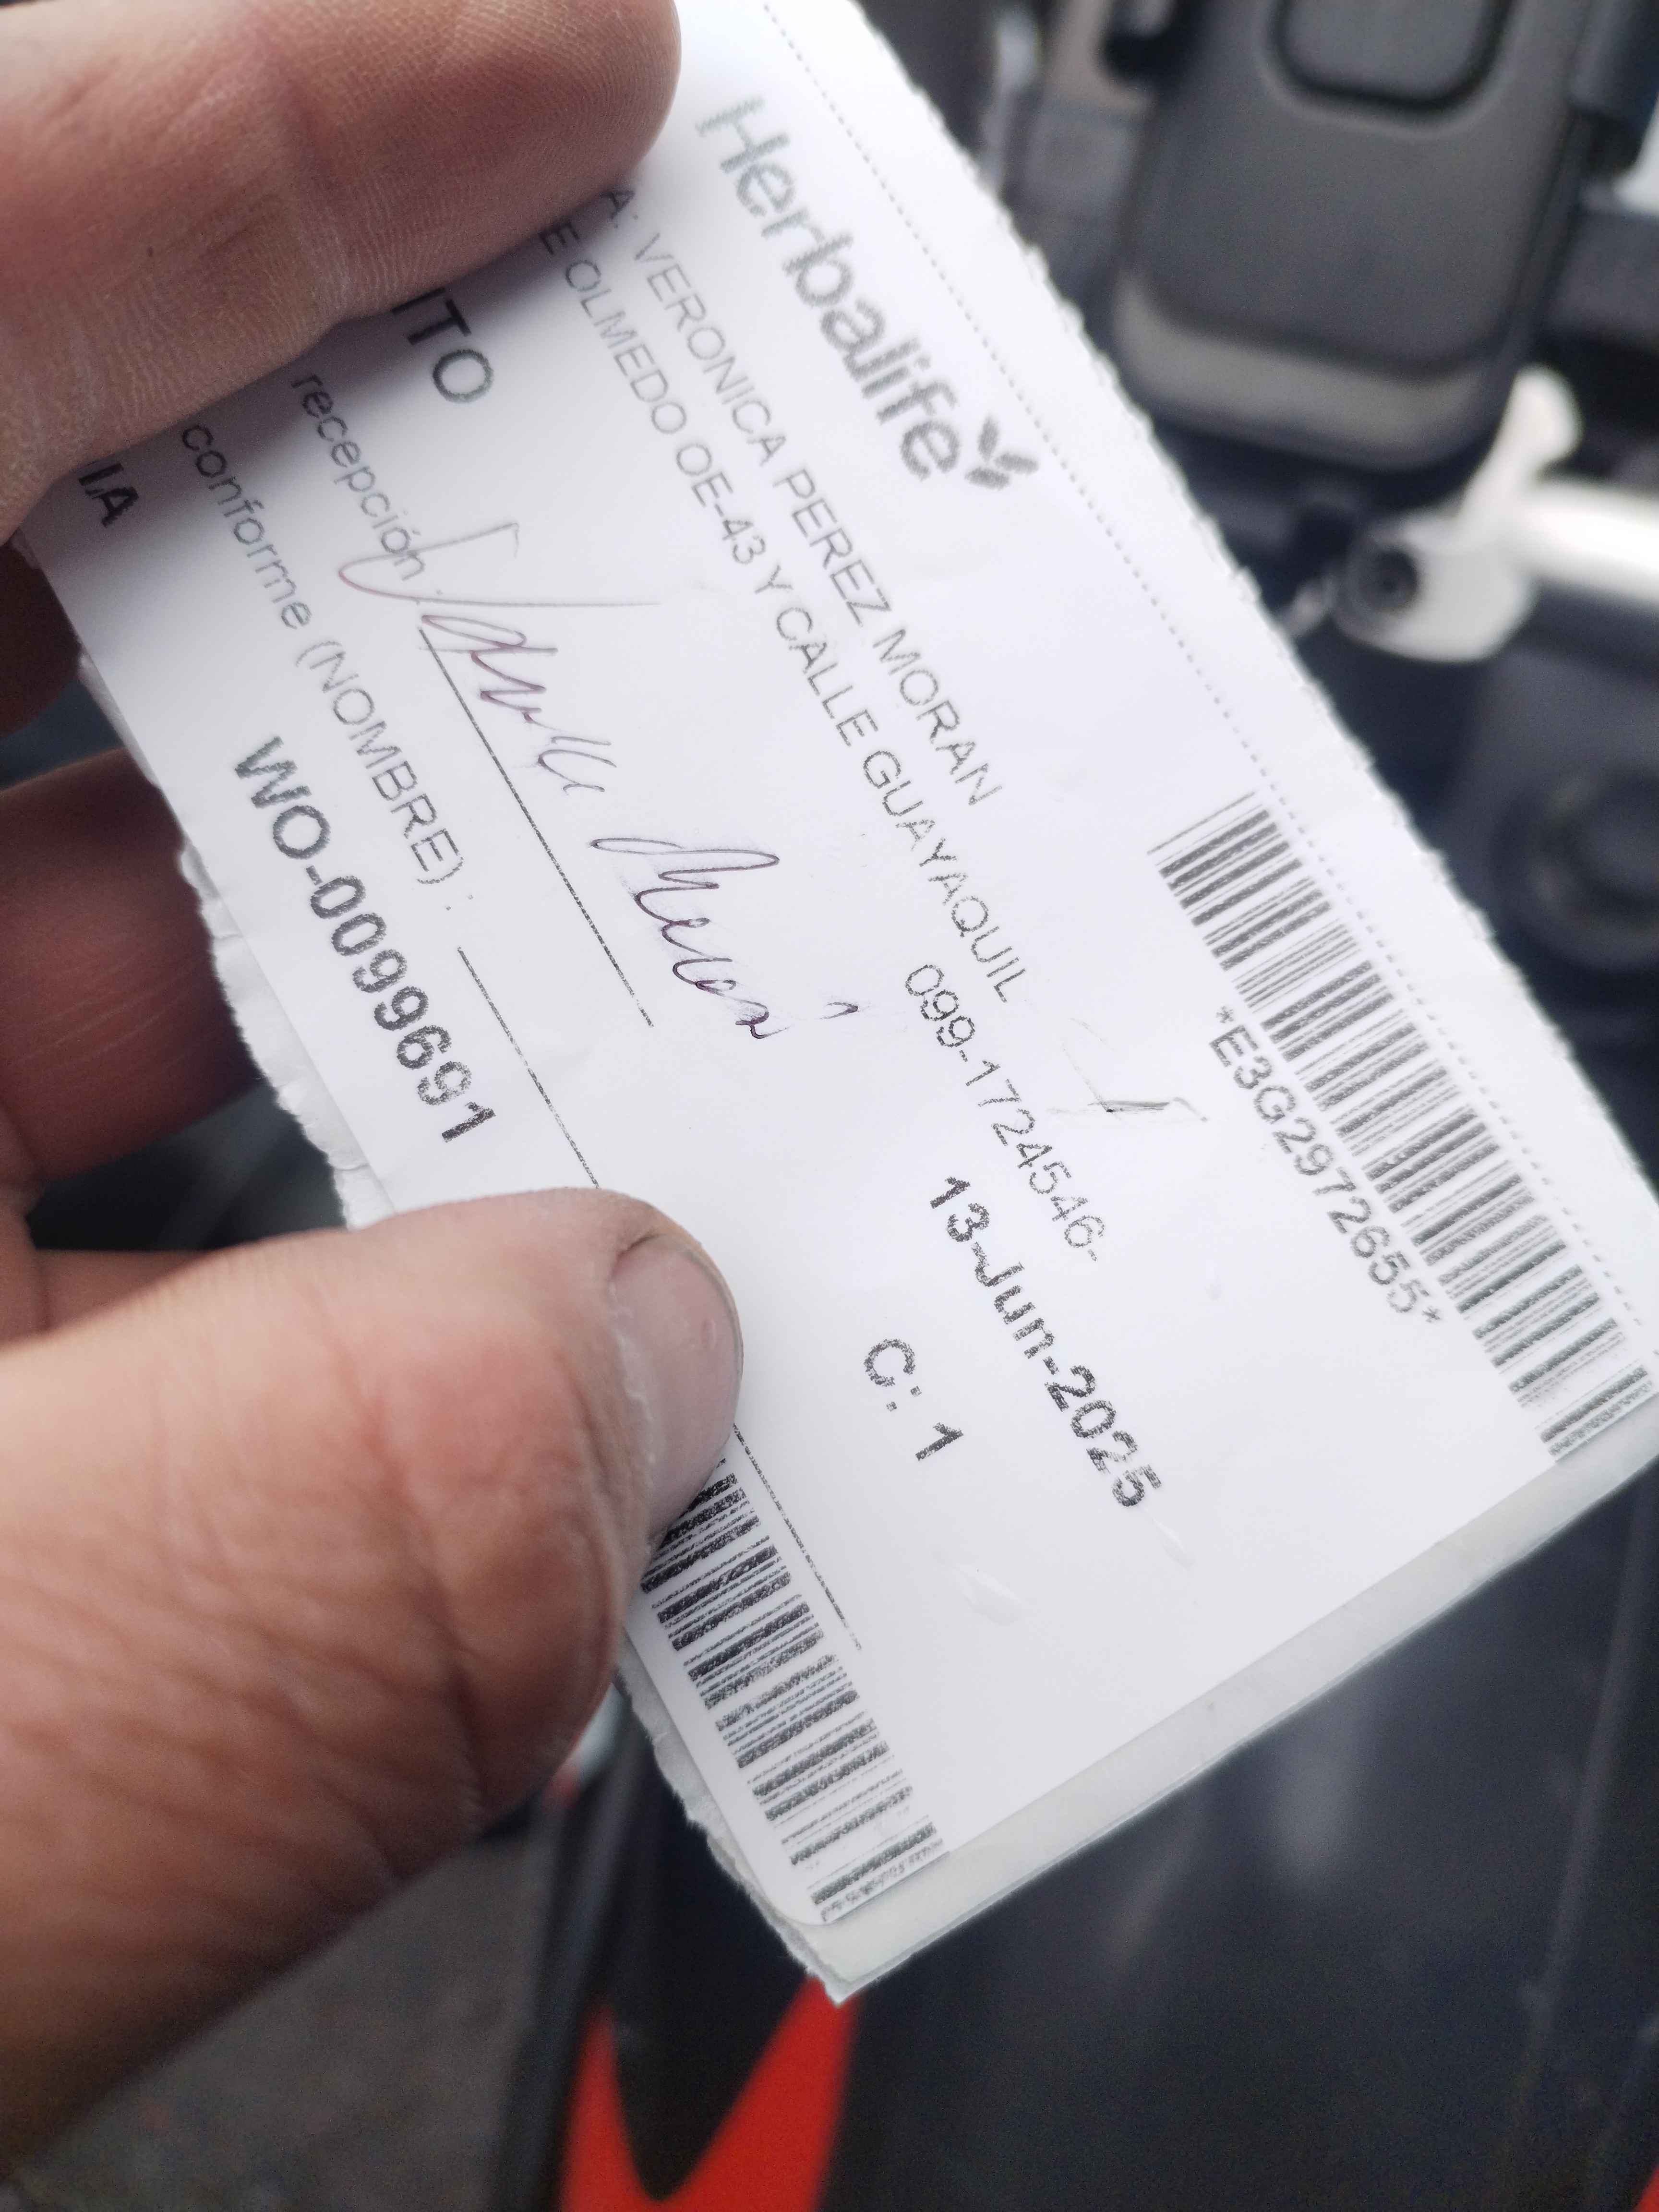 Herbalife
*E3G2972655*
A: VERONICA PEREZ MORAN
E OLMEDO OE-43 Y CALLE GUAYAQUIL
099-1724546-
13-Jun-2025
ITO
C: 1
recepción
conforme (NOMBRE) :
IA
WO-0099691